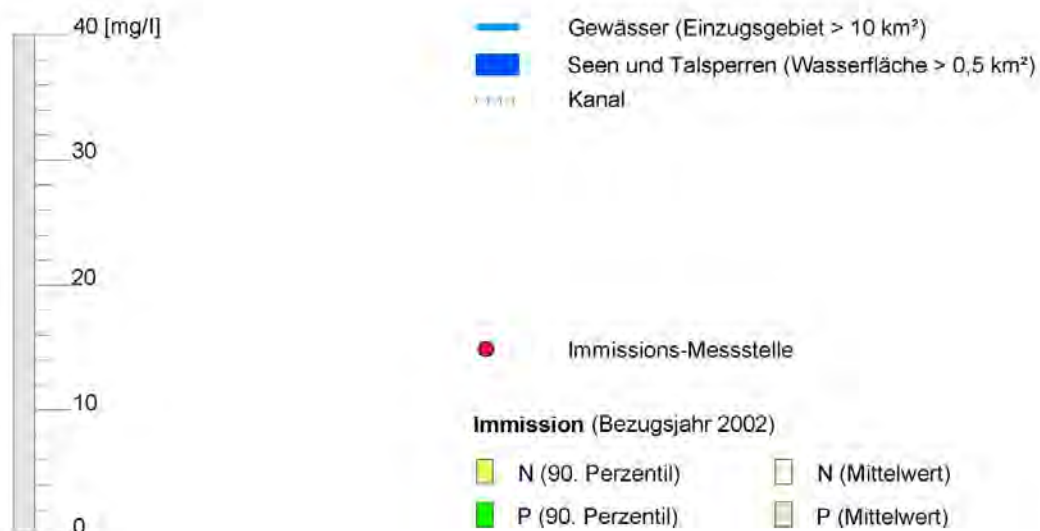 40 [mg/l]
30
20
10
0
Gewässer (Einzugsgebiet > 10 km²)
Seen und Talsperren (Wasserfläche > 0,5 km²)
Kanal
Immissions-Messstelle
Immission (Bezugsjahr 2002)
N (90. Perzentil) N (Mittelwert)
P (90. Perzentil) P (Mittelwert)